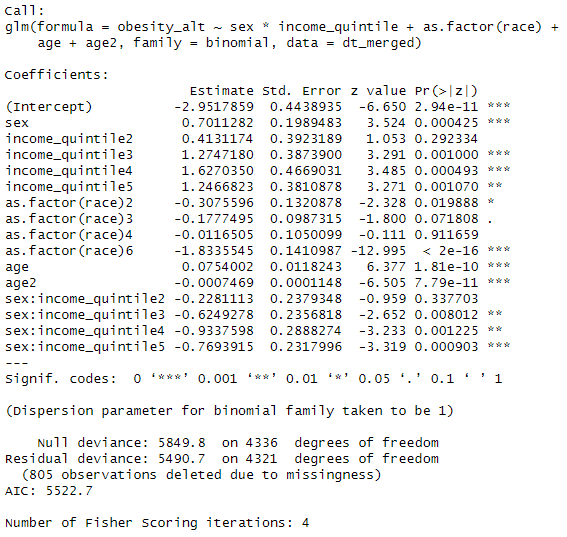 Call:
glm(formula = obesity_alt ~ sex * income_quintile + as.factor(race) +
    age + age2, family = binomial, data = dt_merged)

Coefficients:
                       Estimate Std. Error z value Pr(>|z|)
(Intercept)          -2.9517859  0.4438935  -6.650 2.94e-11 ***
sex                   0.7011282  0.1989483   3.524 0.000425 ***
income_quintile2      0.4131174  0.3923189   1.053 0.292334
income_quintile3      1.2747180  0.3873900   3.291 0.001000 ***
income_quintile4      1.6270350  0.4669031   3.485 0.000493 ***
income_quintile5      1.2466823  0.3810878   3.271 0.001070 **
as.factor(race)2     -0.3075596  0.1320878  -2.328 0.019888 *
as.factor(race)3     -0.1777495  0.0987315  -1.800 0.071808 .
as.factor(race)4     -0.0116505  0.1050099  -0.111 0.911659
as.factor(race)6     -1.8335545  0.1410987 -12.995  < 2e-16 ***
age                   0.0754002  0.0118243   6.377 1.81e-10 ***
age2                 -0.0007469  0.0001148  -6.505 7.79e-11 ***
sex:income_quintile2 -0.2281113  0.2379348  -0.959 0.337703
sex:income_quintile3 -0.6249278  0.2356818  -2.652 0.008012 **
sex:income_quintile4 -0.9337598  0.2888274  -3.233 0.001225 **
sex:income_quintile5 -0.7693915  0.2317996  -3.319 0.000903 ***
---
Signif. codes:  0 ‘***’ 0.001 ‘**’ 0.01 ‘*’ 0.05 ‘.’ 0.1 ‘ ’ 1

(Dispersion parameter for binomial family taken to be 1)

    Null deviance: 5849.8  on 4336  degrees of freedom
Residual deviance: 5490.7  on 4321  degrees of freedom
  (805 observations deleted due to missingness)
AIC: 5522.7

Number of Fisher Scoring iterations: 4